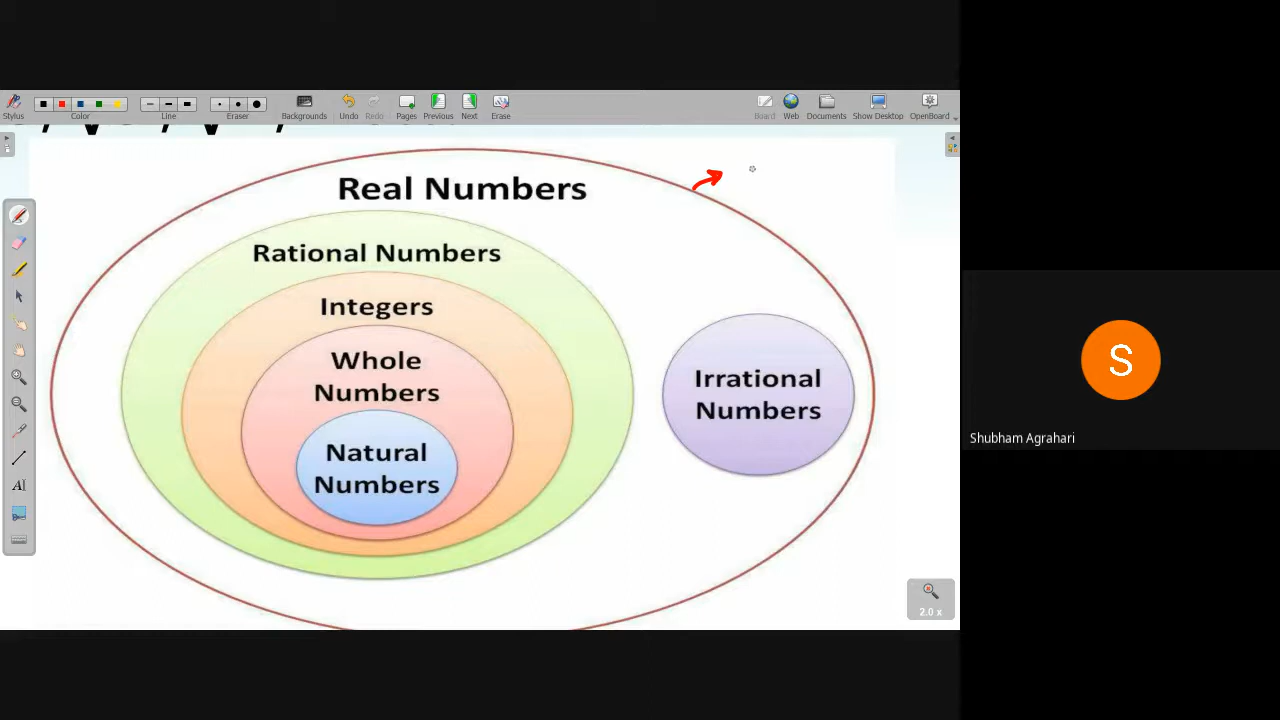 Stylus Color Line Eraser Backgrounds Undo Redo Pages Previous Next Erase Board Web Documents Show Desktop OpenBoard
Real Numbers
Rational Numbers
Integers
Whole
Numbers
Natural
Numbers
Irrational
Numbers
AI
2.0 x
S
Shubham Agrahari